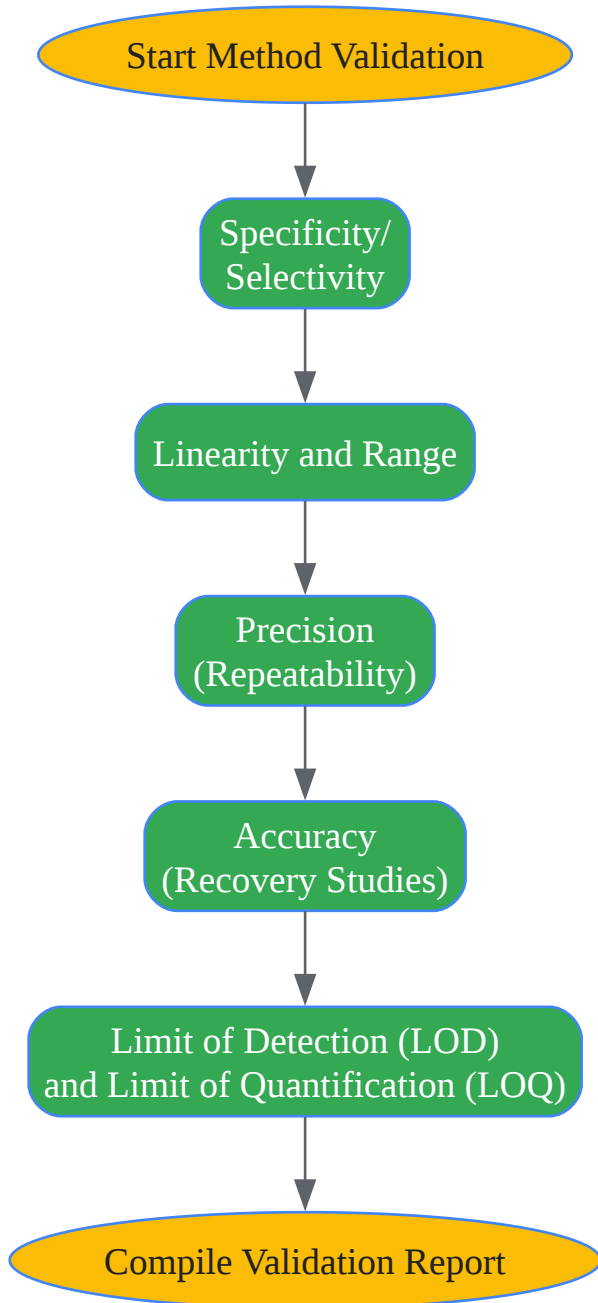 Start Method Validation
Specificity/
Selectivity
Linearity and Range
Precision
(Repeatability)
Accuracy
(Recovery Studies)
Limit of Detection (LOD)
and Limit of Quantification (LOQ)
Compile Validation Report